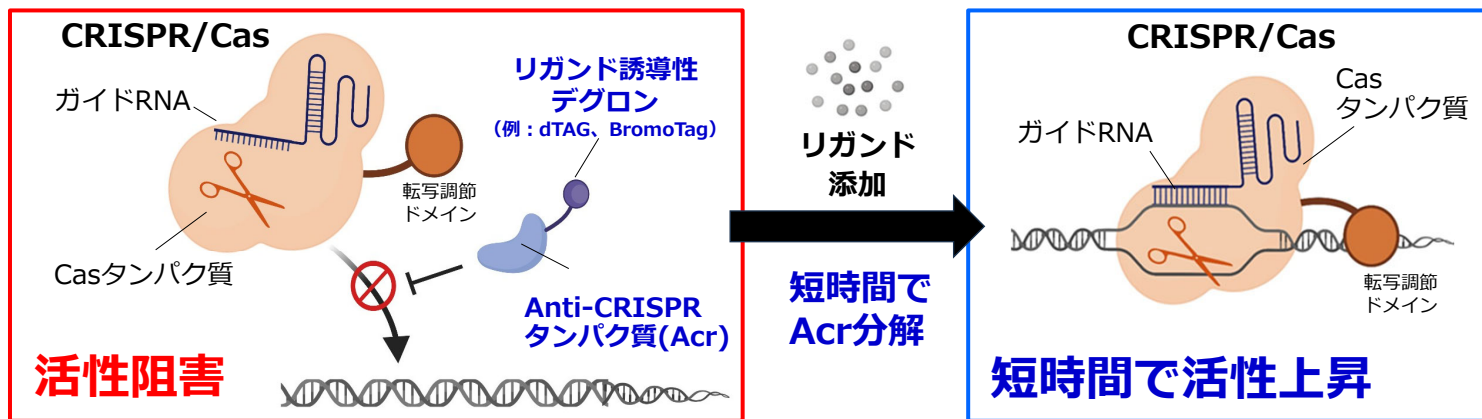 CRISPR/Cas
ガイドRNA
リガンド誘導性
デグロン
（例：dTAG、BromoTag）
転写調節
ドメイン
Casタンパク質
Anti-CRISPR
タンパク質(Acr)
活性阻害
リガンド
添加
短時間で
Acr分解
CRISPR/Cas
Cas
タンパク質
ガイドRNA
転写調節
ドメイン
短時間で活性上昇